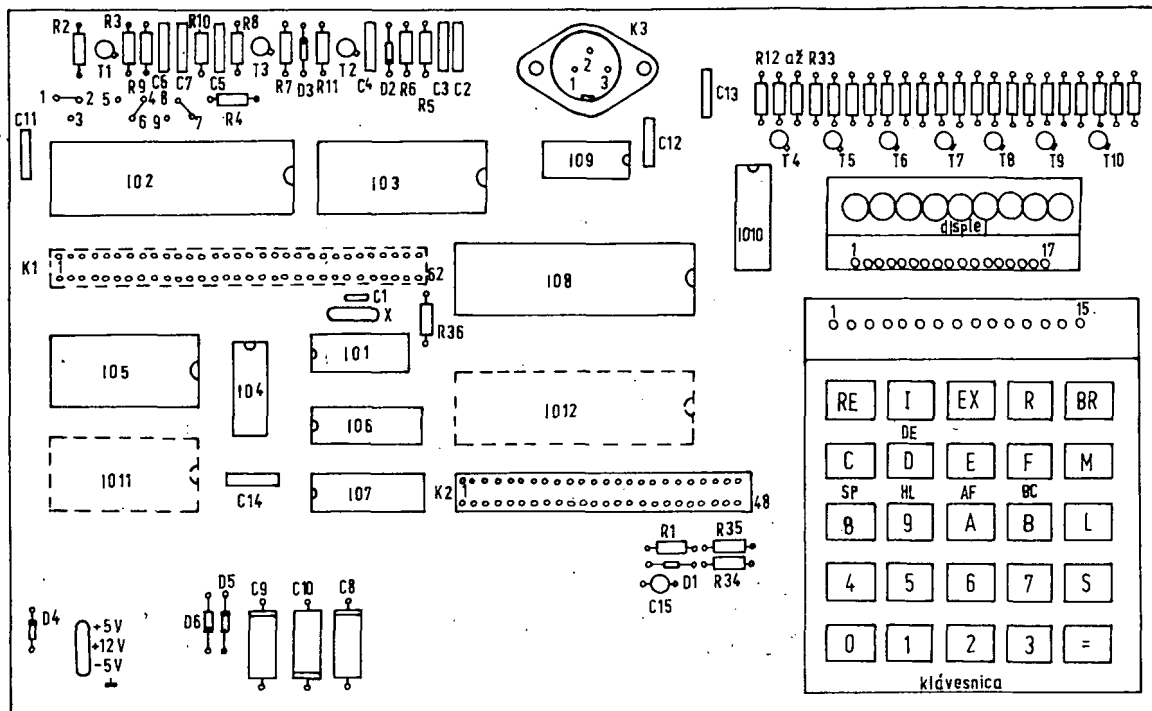 R2 R3 R10 R8 K3
T1 R9 C6 C7 C5 T3 R7 D3 R11 T2 C4 D2 R6 R5 C3 C2
1 2 5 4 8 R4
3 6 9 7
C11
1 2 3
C13
R12 až R33
T4 T5 T6 T7 T8 T9 T10
C12
IO2
IO3
IO9
IO10
displej
1 17
K1 1 62
C1
X
R36
IO8
1 15
IO5
IO4
IO1
IO6
IO12
IO11
C14
IO7
K2 1 48
RE I EX R BR
DE
C D E F M
SP HL AF BC
8 9 A B L
4 5 6 7 S
0 1 2 3 =
klávesnica
R1 R35
D1 R34
C15
D4
+5V
+12V
-5V
D6 D5 C9 C10 C8